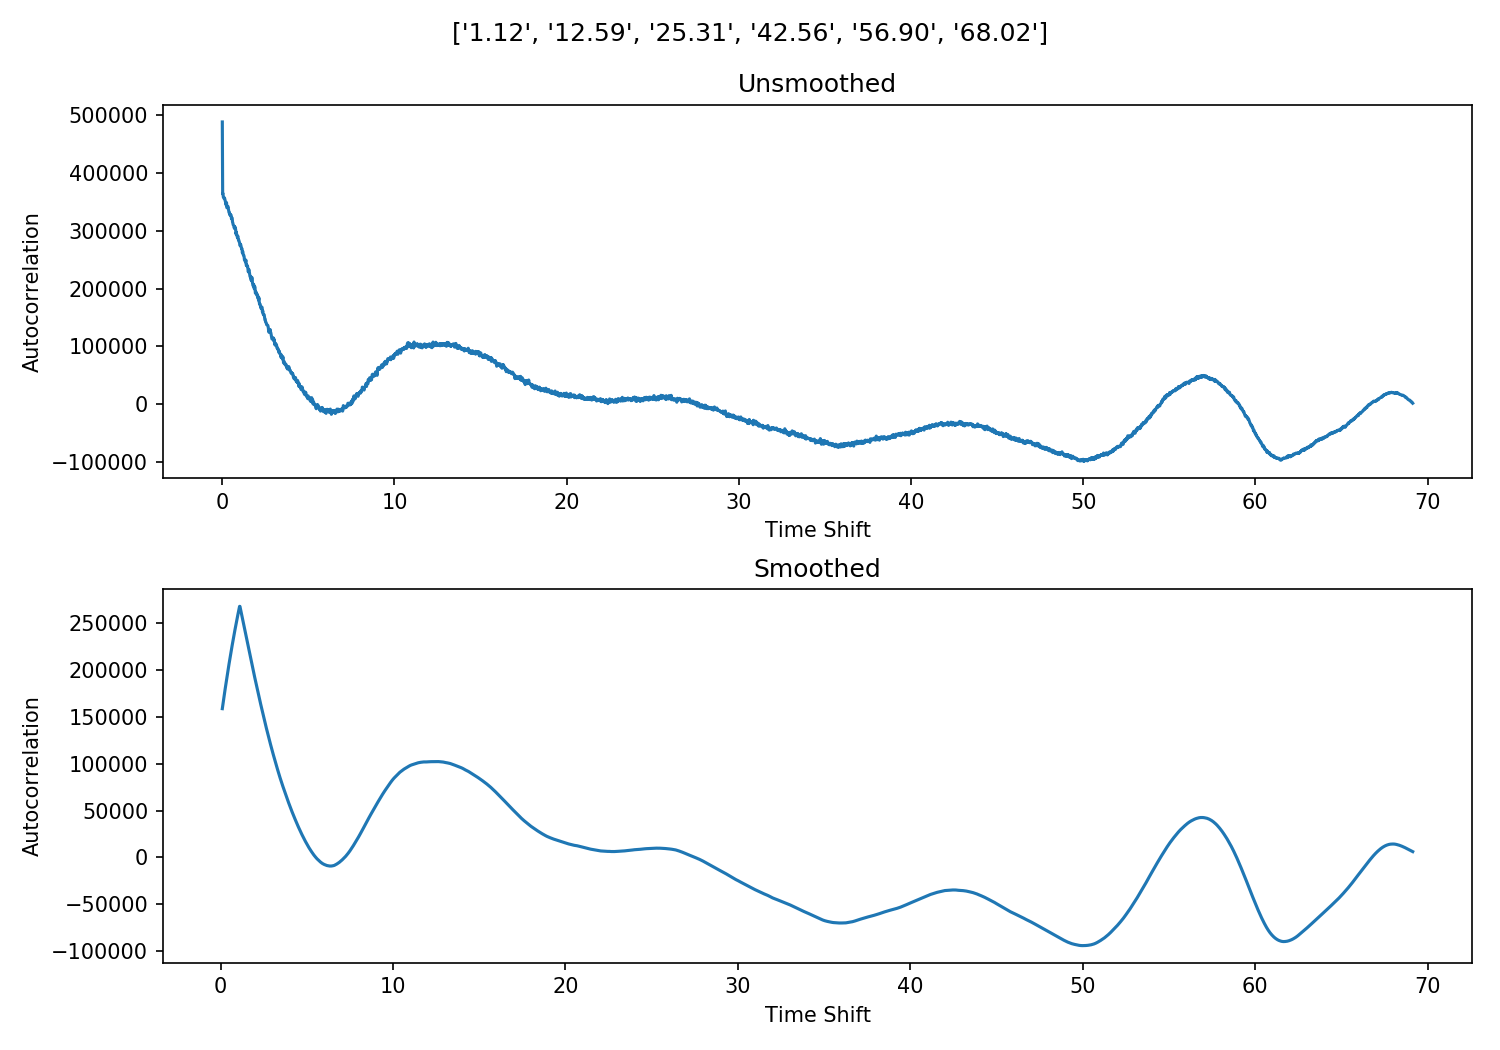 ['1.12', '12.59', '25.31', '42.56', '56.90', '68.02']
Unsmoothed
500000
400000
300000
200000
100000
0
−100000
Autocorrelation
0 10 20 30 40 50 60 70
Time Shift
Smoothed
250000
200000
150000
100000
50000
0
−50000
−100000
Autocorrelation
0 10 20 30 40 50 60 70
Time Shift